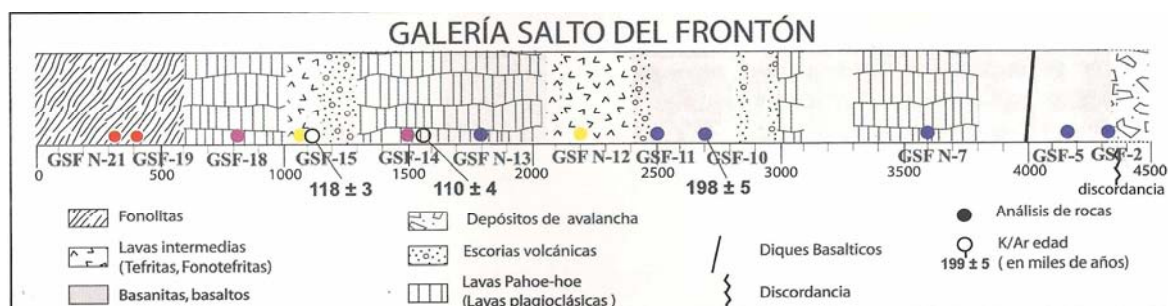 GALERÍA SALTO DEL FRONTÓN
GSF N-21 GSF-19 GSF-18 GSF-15 GSF-14 GSF N-13 GSF N-12 GSF-11 GSF-10 GSF N-7 GSF-5 GSF-2
0 500 1000 1500 2000 2500 3000 3500 4000 4500
118 ± 3 110 ± 4 198 ± 5 discordancia
Fonolitas
Lavas intermedias
(Tefritas, Fonotefritas)
Basanitas, basaltos
Depósitos de avalancha
Escorias volcánicas
Lavas Pahoe-hoe
(Lavas plagioclásicas )
Diques Basalticos
Discordancia
Análisis de rocas
K/Ar edad
199 ± 5 ( en miles de años)